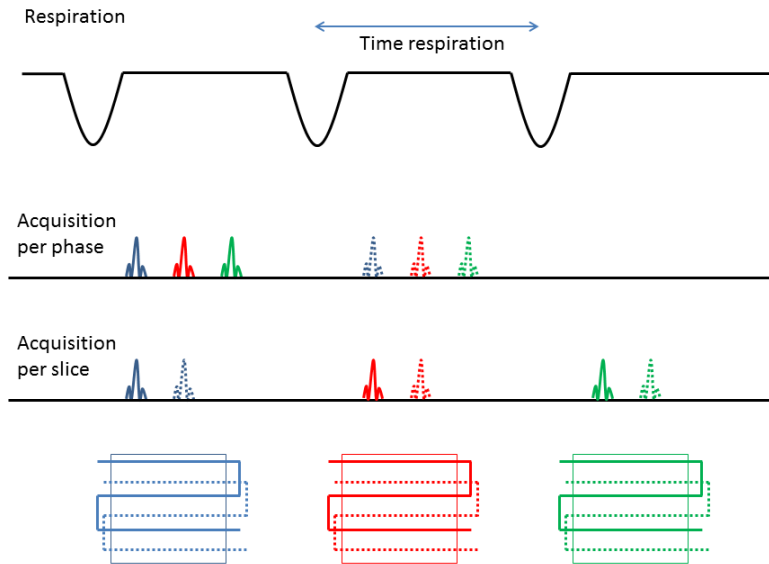 Respiration
Time respiration
Acquisition
per phase
Acquisition
per slice